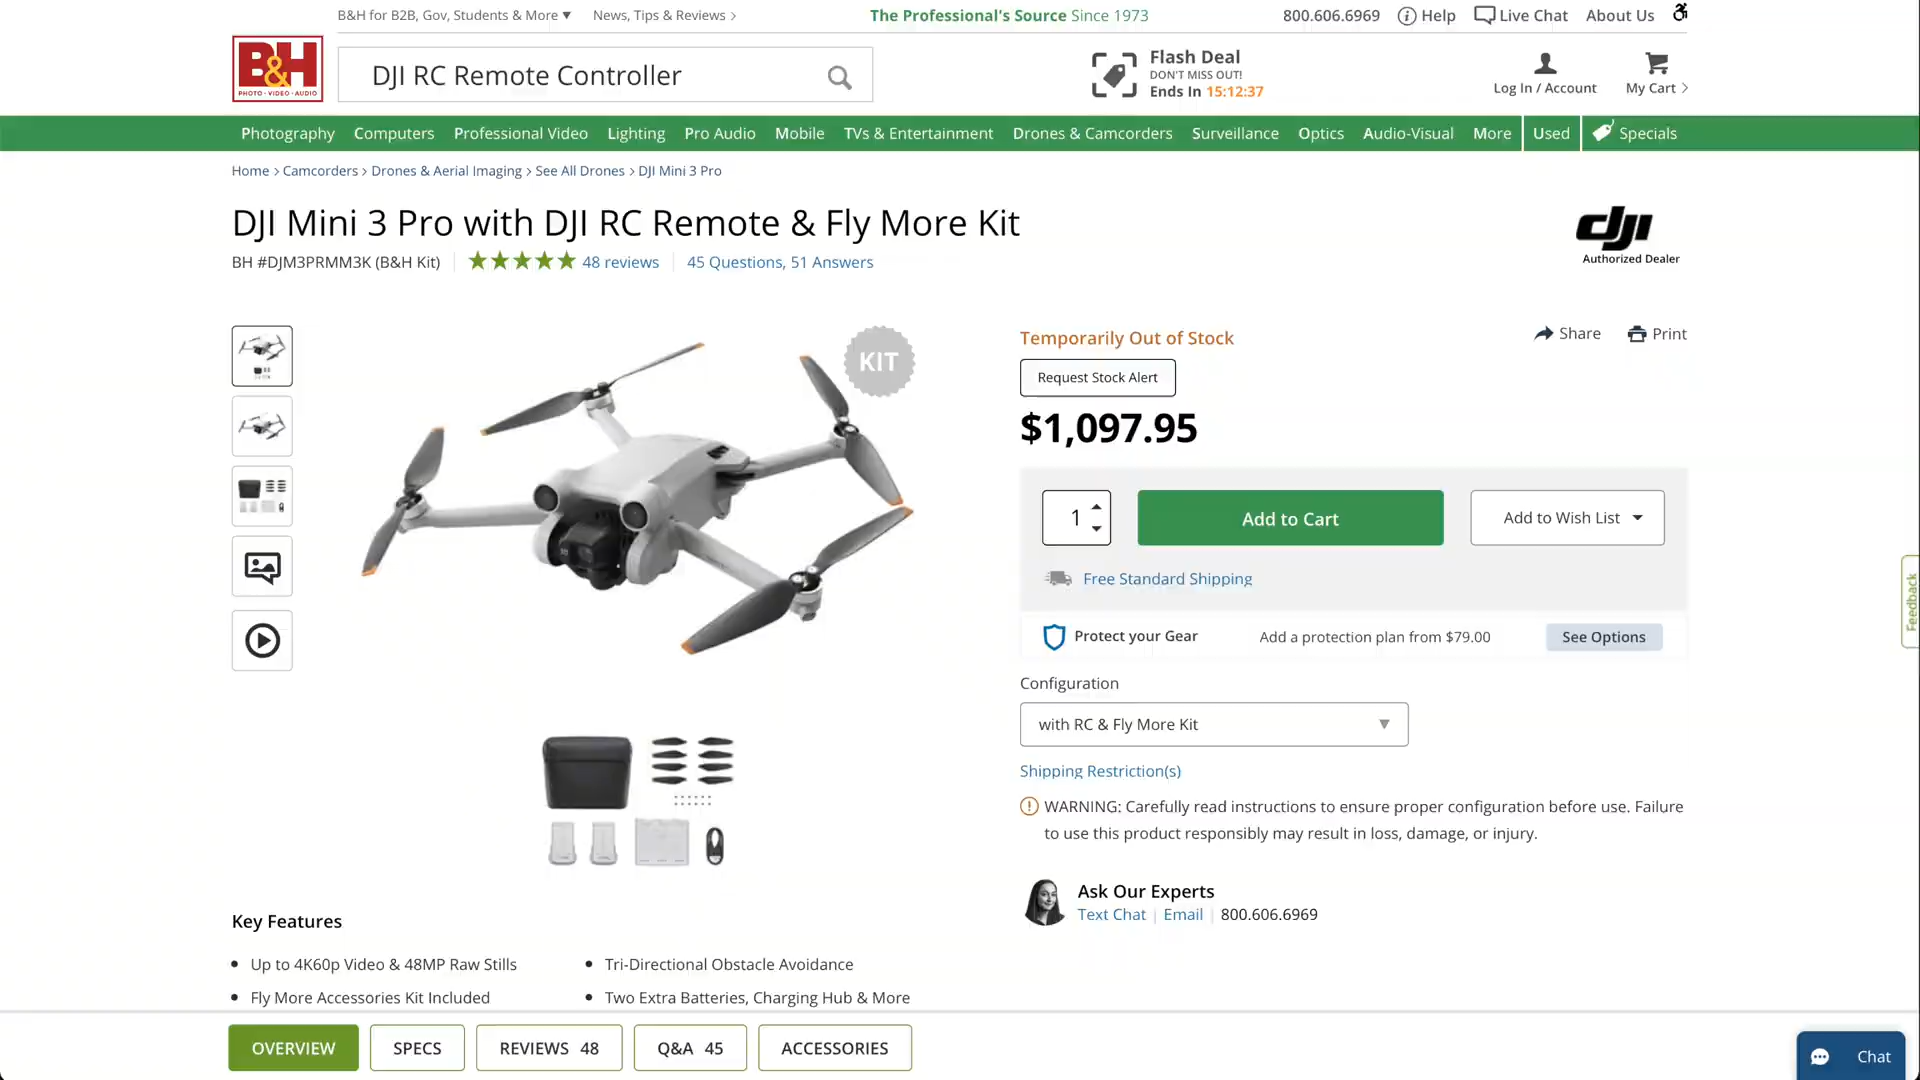 B&H for B2B, Gov, Students & More ▼
News, Tips & Reviews >
The Professional's Source Since 1973
800.606.6969
Help
Live Chat
About Us
B&H
PHOTO · VIDEO · AUDIO
DJI RC Remote Controller
Flash Deal
DON'T MISS OUT!
Ends In 15:12:37
Log In / Account
My Cart >
Photography Computers Professional Video Lighting Pro Audio Mobile TVs & Entertainment Drones & Camcorders Surveillance Optics Audio-Visual More Used Specials
Home > Camcorders > Drones & Aerial Imaging > See All Drones > DJI Mini 3 Pro
DJI Mini 3 Pro with DJI RC Remote & Fly More Kit
BH #DJM3PRMM3K (B&H Kit)
48 reviews
45 Questions, 51 Answers
dji
Authorized Dealer
KIT
Temporarily Out of Stock
Share
Print
Request Stock Alert
$1,097.95
1
Add to Cart
Add to Wish List
Free Standard Shipping
Protect your Gear
Add a protection plan from $79.00
See Options
Configuration
with RC & Fly More Kit
Shipping Restriction(s)
WARNING: Carefully read instructions to ensure proper configuration before use. Failure
to use this product responsibly may result in loss, damage, or injury.
Ask Our Experts
Text Chat | Email | 800.606.6969
Feedback
Key Features
• Up to 4K60p Video & 48MP Raw Stills
• Tri-Directional Obstacle Avoidance
• Fly More Accessories Kit Included
• Two Extra Batteries, Charging Hub & More
OVERVIEW
SPECS
REVIEWS 48
Q&A 45
ACCESSORIES
Chat